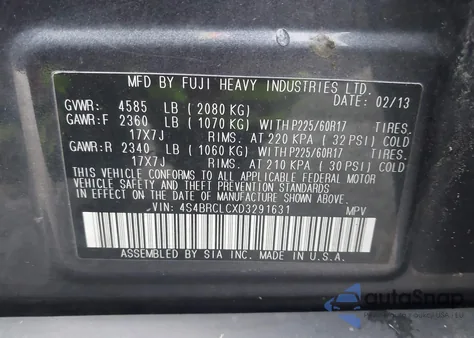 MFD BY FUJI HEAVY INDUSTRIES LTD.
DATE: 02/13
GVWR: 4585 LB (2080 KG)
GAWR:F 2360 LB (1070 KG) WITH P225/60R17 TIRES.
17X7J RIMS. AT 220 KPA (32 PSI) COLD
GAWR:R 2340 LB (1060 KG) WITH P225/60R17 TIRES.
17X7J RIMS. AT 210 KPA (30 PSI) COLD
THIS VEHICLE CONFORMS TO ALL APPLICABLE FEDERAL MOTOR
VEHICLE SAFETY AND THEFT PREVENTION STANDARDS IN
EFFECT ON THE DATE OF MANUFACTURE SHOWN ABOVE.
VIN: 4S4BRCLCXD3291631 MPV
ASSEMBLED BY SIA INC. MADE IN U.S.A.
autoSnap